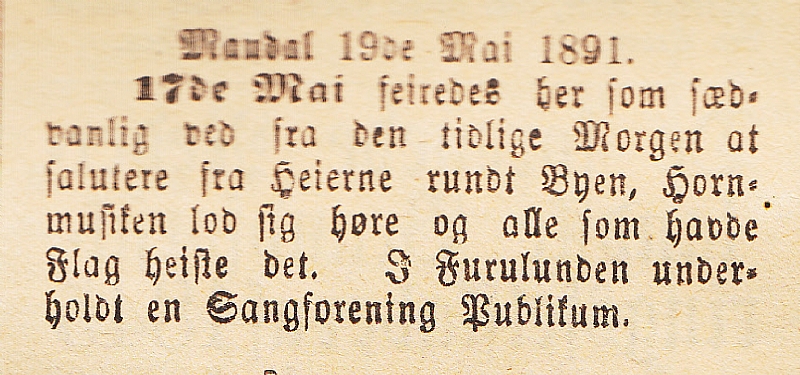 Mandal 19de Mai 1891.
17de Mai feiredes her som sæd-
vanlig ved fra den tidlige Morgen at
salutere fra Heierne rundt Byen, Horn-
musiken lod sig høre og alle som havde
Flag heiste det. I Furulunden under-
holdt en Sangforening Publikum.